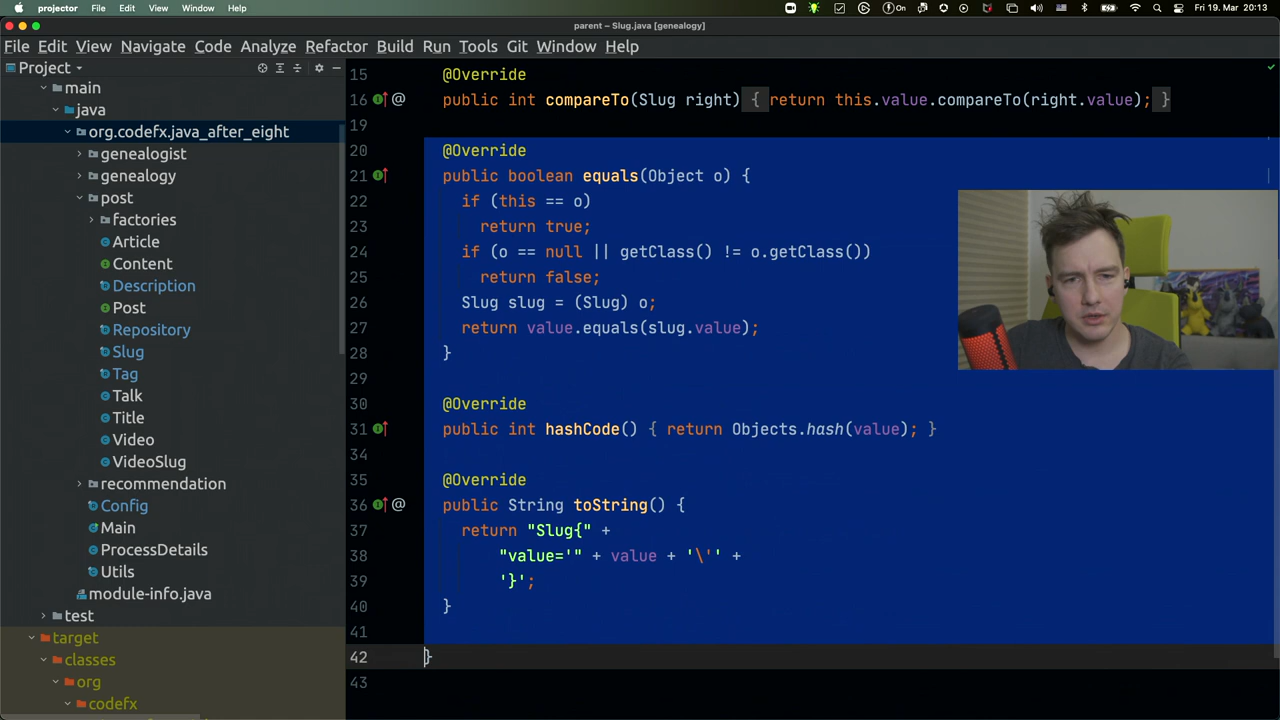 projector File Edit View Window Help On Fri 19. Mar 20:13
parent – Slug.java [genealogy]
File Edit View Navigate Code Analyze Refactor Build Run Tools Git Window Help
Project
main
java
org.codefx.java_after_eight
genealogist
genealogy
post
factories
Article
Content
Description
Post
Repository
Slug
Tag
Talk
Title
Video
VideoSlug
recommendation
Config
Main
ProcessDetails
Utils
module-info.java
test
target
classes
org
codefx
15 @Override
16 @ public int compareTo(Slug right) { return this.value.compareTo(right.value); }
19
20 @Override
21 public boolean equals(Object o) {
22 if (this == o)
23 return true;
24 if (o == null || getClass() != o.getClass())
25 return false;
26 Slug slug = (Slug) o;
27 return value.equals(slug.value);
28 }
29
30 @Override
31 public int hashCode() { return Objects.hash(value); }
34
35 @Override
36 @ public String toString() {
37 return "Slug{" +
38 "value='" + value + '\'' +
39 '}';
40 }
41
42 }
43